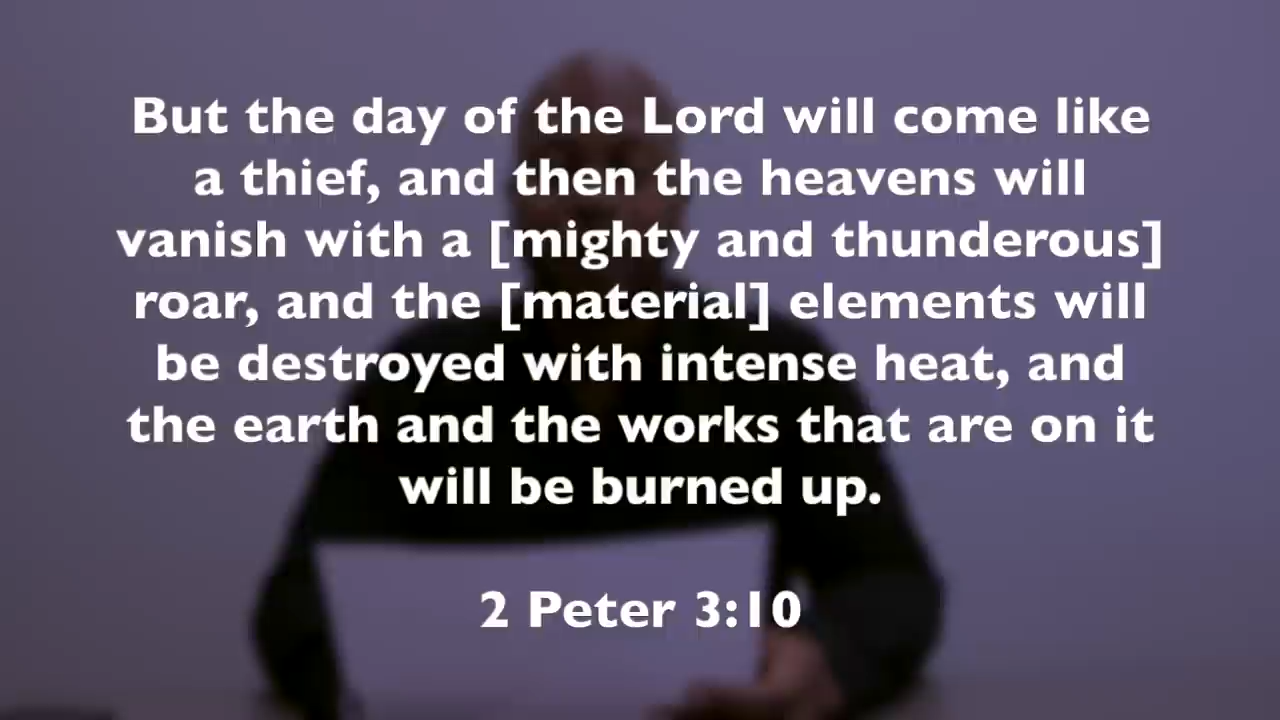 But the day of the Lord will come like
a thief, and then the heavens will
vanish with a [mighty and thunderous]
roar, and the [material] elements will
be destroyed with intense heat, and
the earth and the works that are on it
will be burned up.
2 Peter 3:10